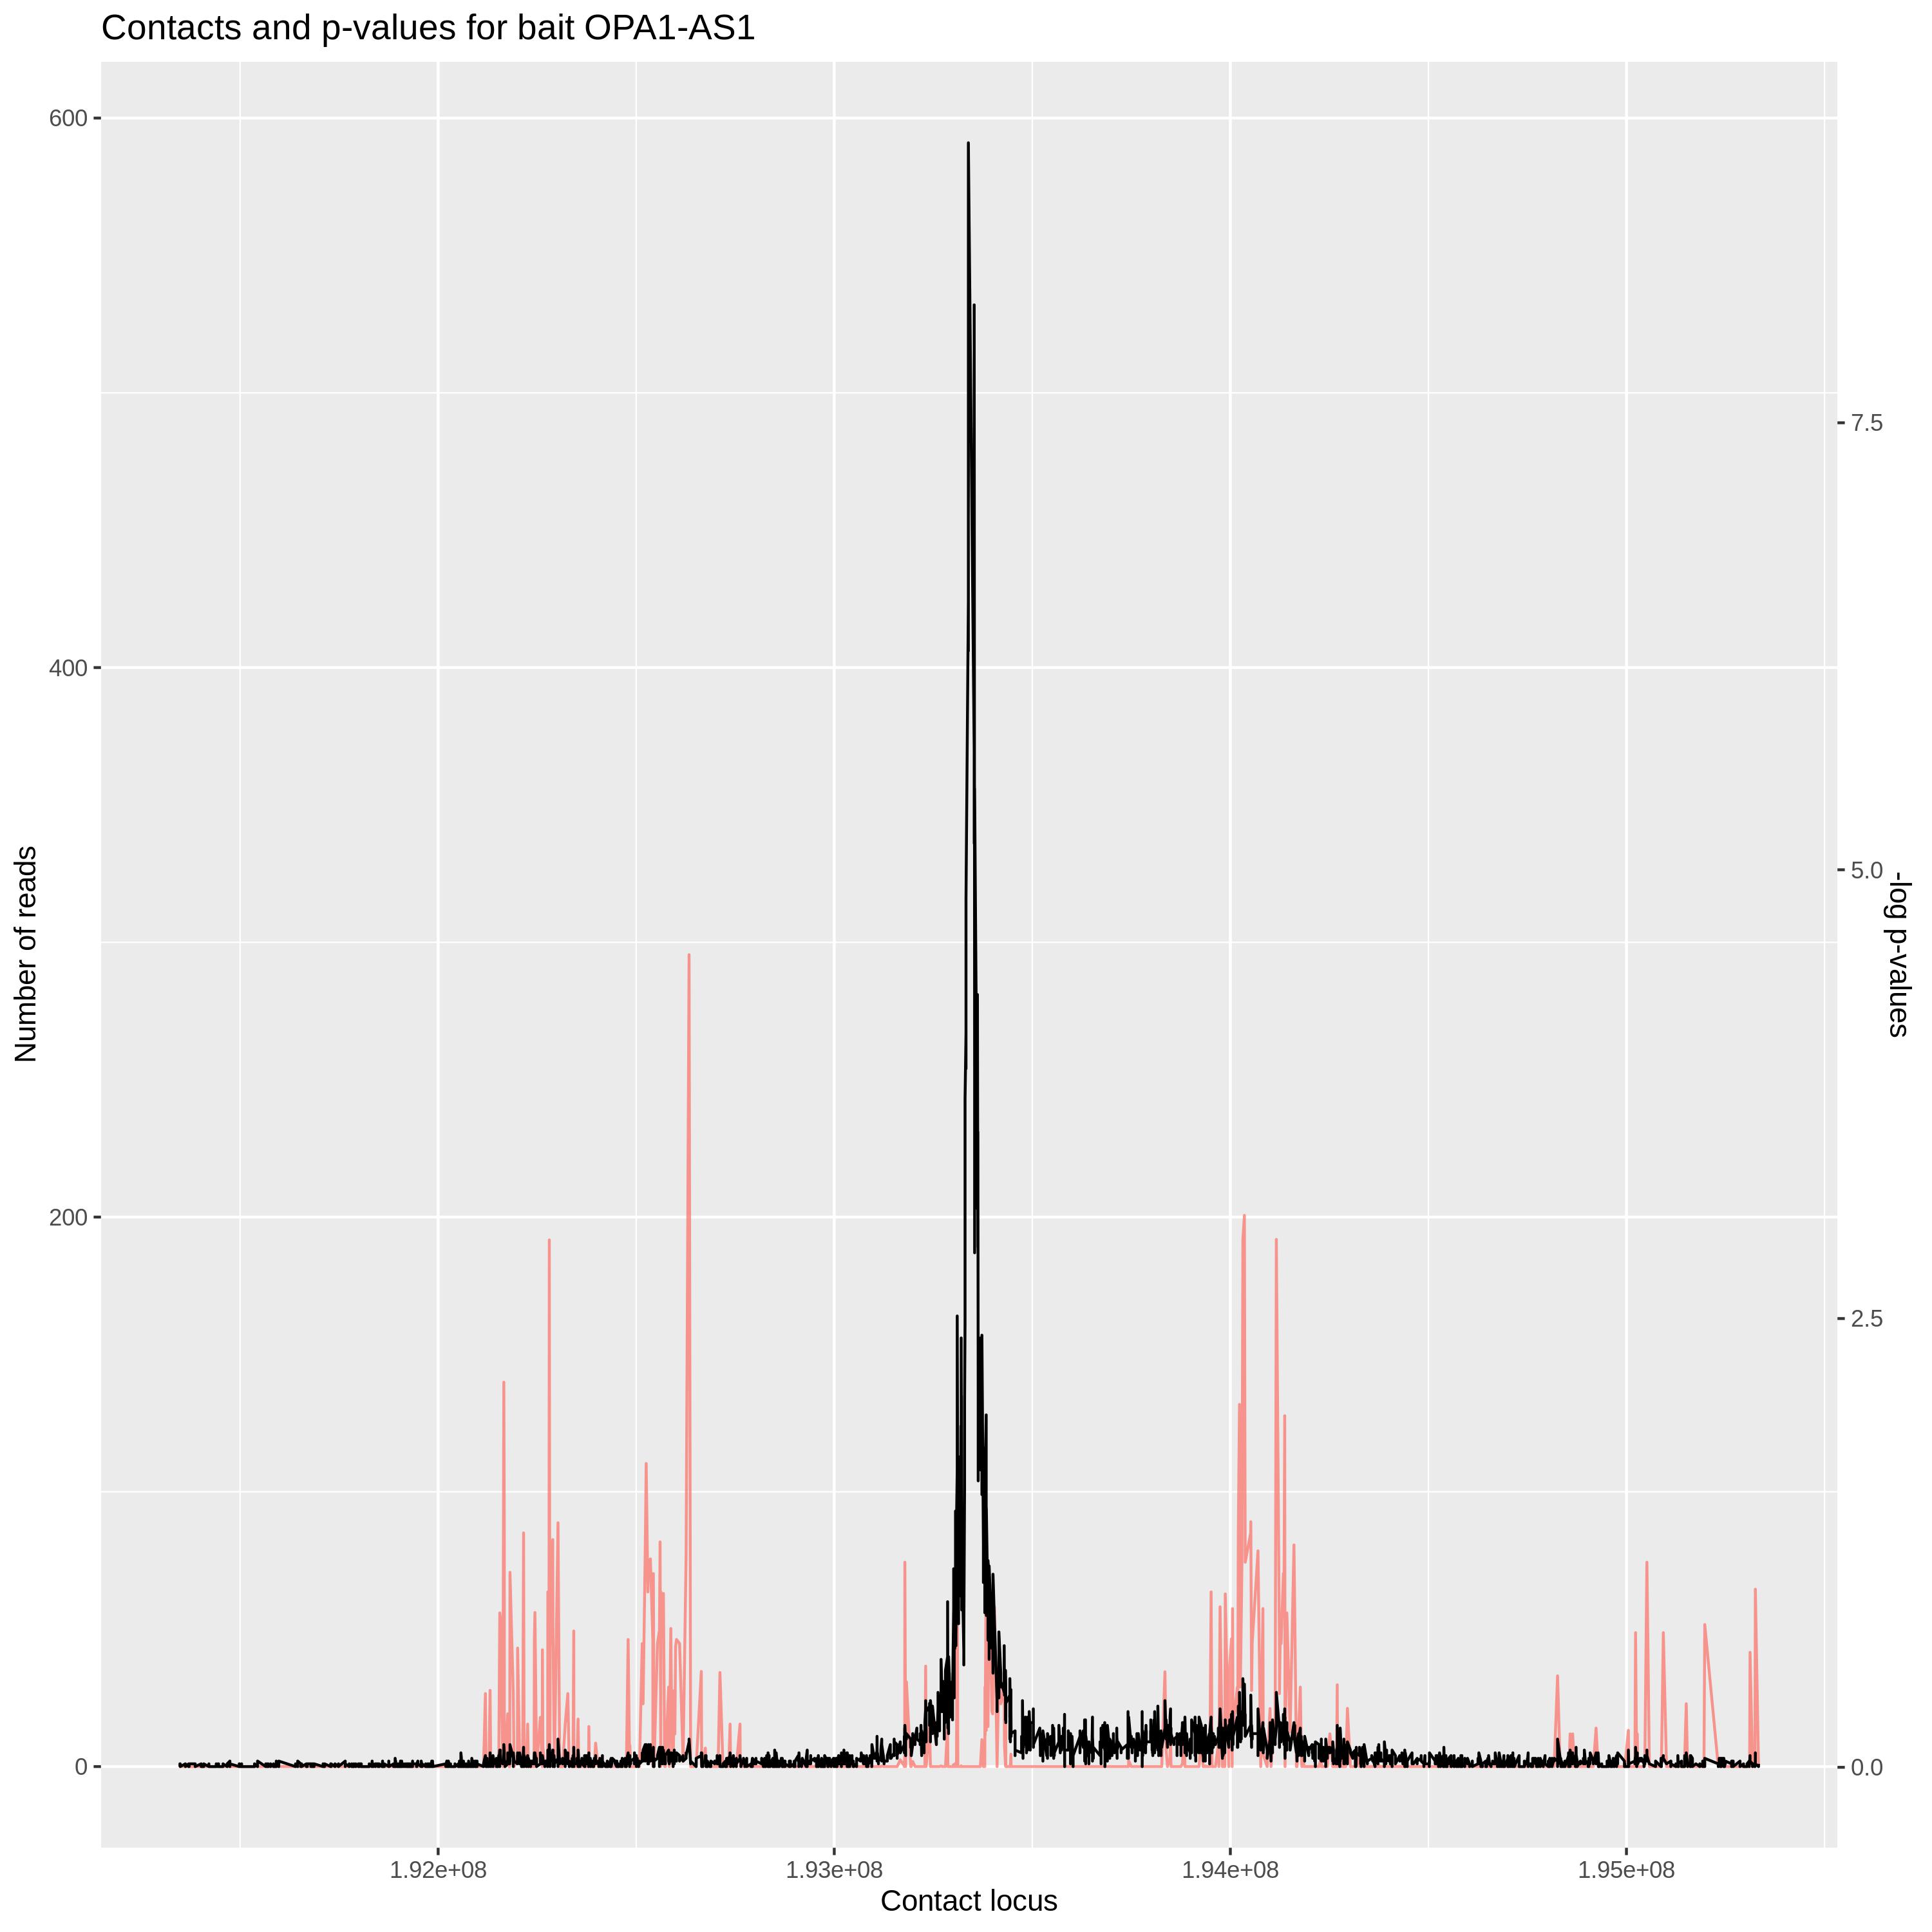 Contacts and p-values for bait OPA1-AS1
600
400
200
0
Number of reads
7.5
5.0
2.5
0.0
-log p-values
1.92e+08
1.93e+08
1.94e+08
1.95e+08
Contact locus